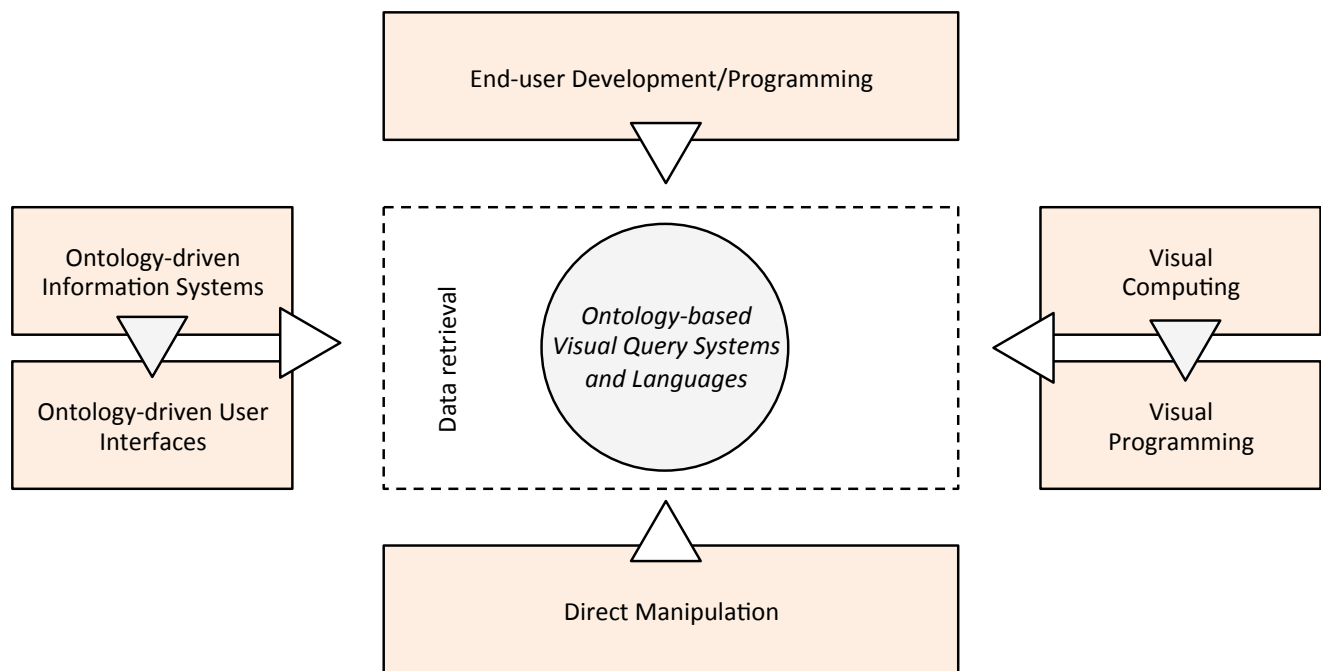 End-user Development/Programming
Ontology-driven
Information Systems
Ontology-driven User
Interfaces
Data retrieval
Ontology-based
Visual Query Systems
and Languages
Visual
Computing
Visual
Programming
Direct Manipulation